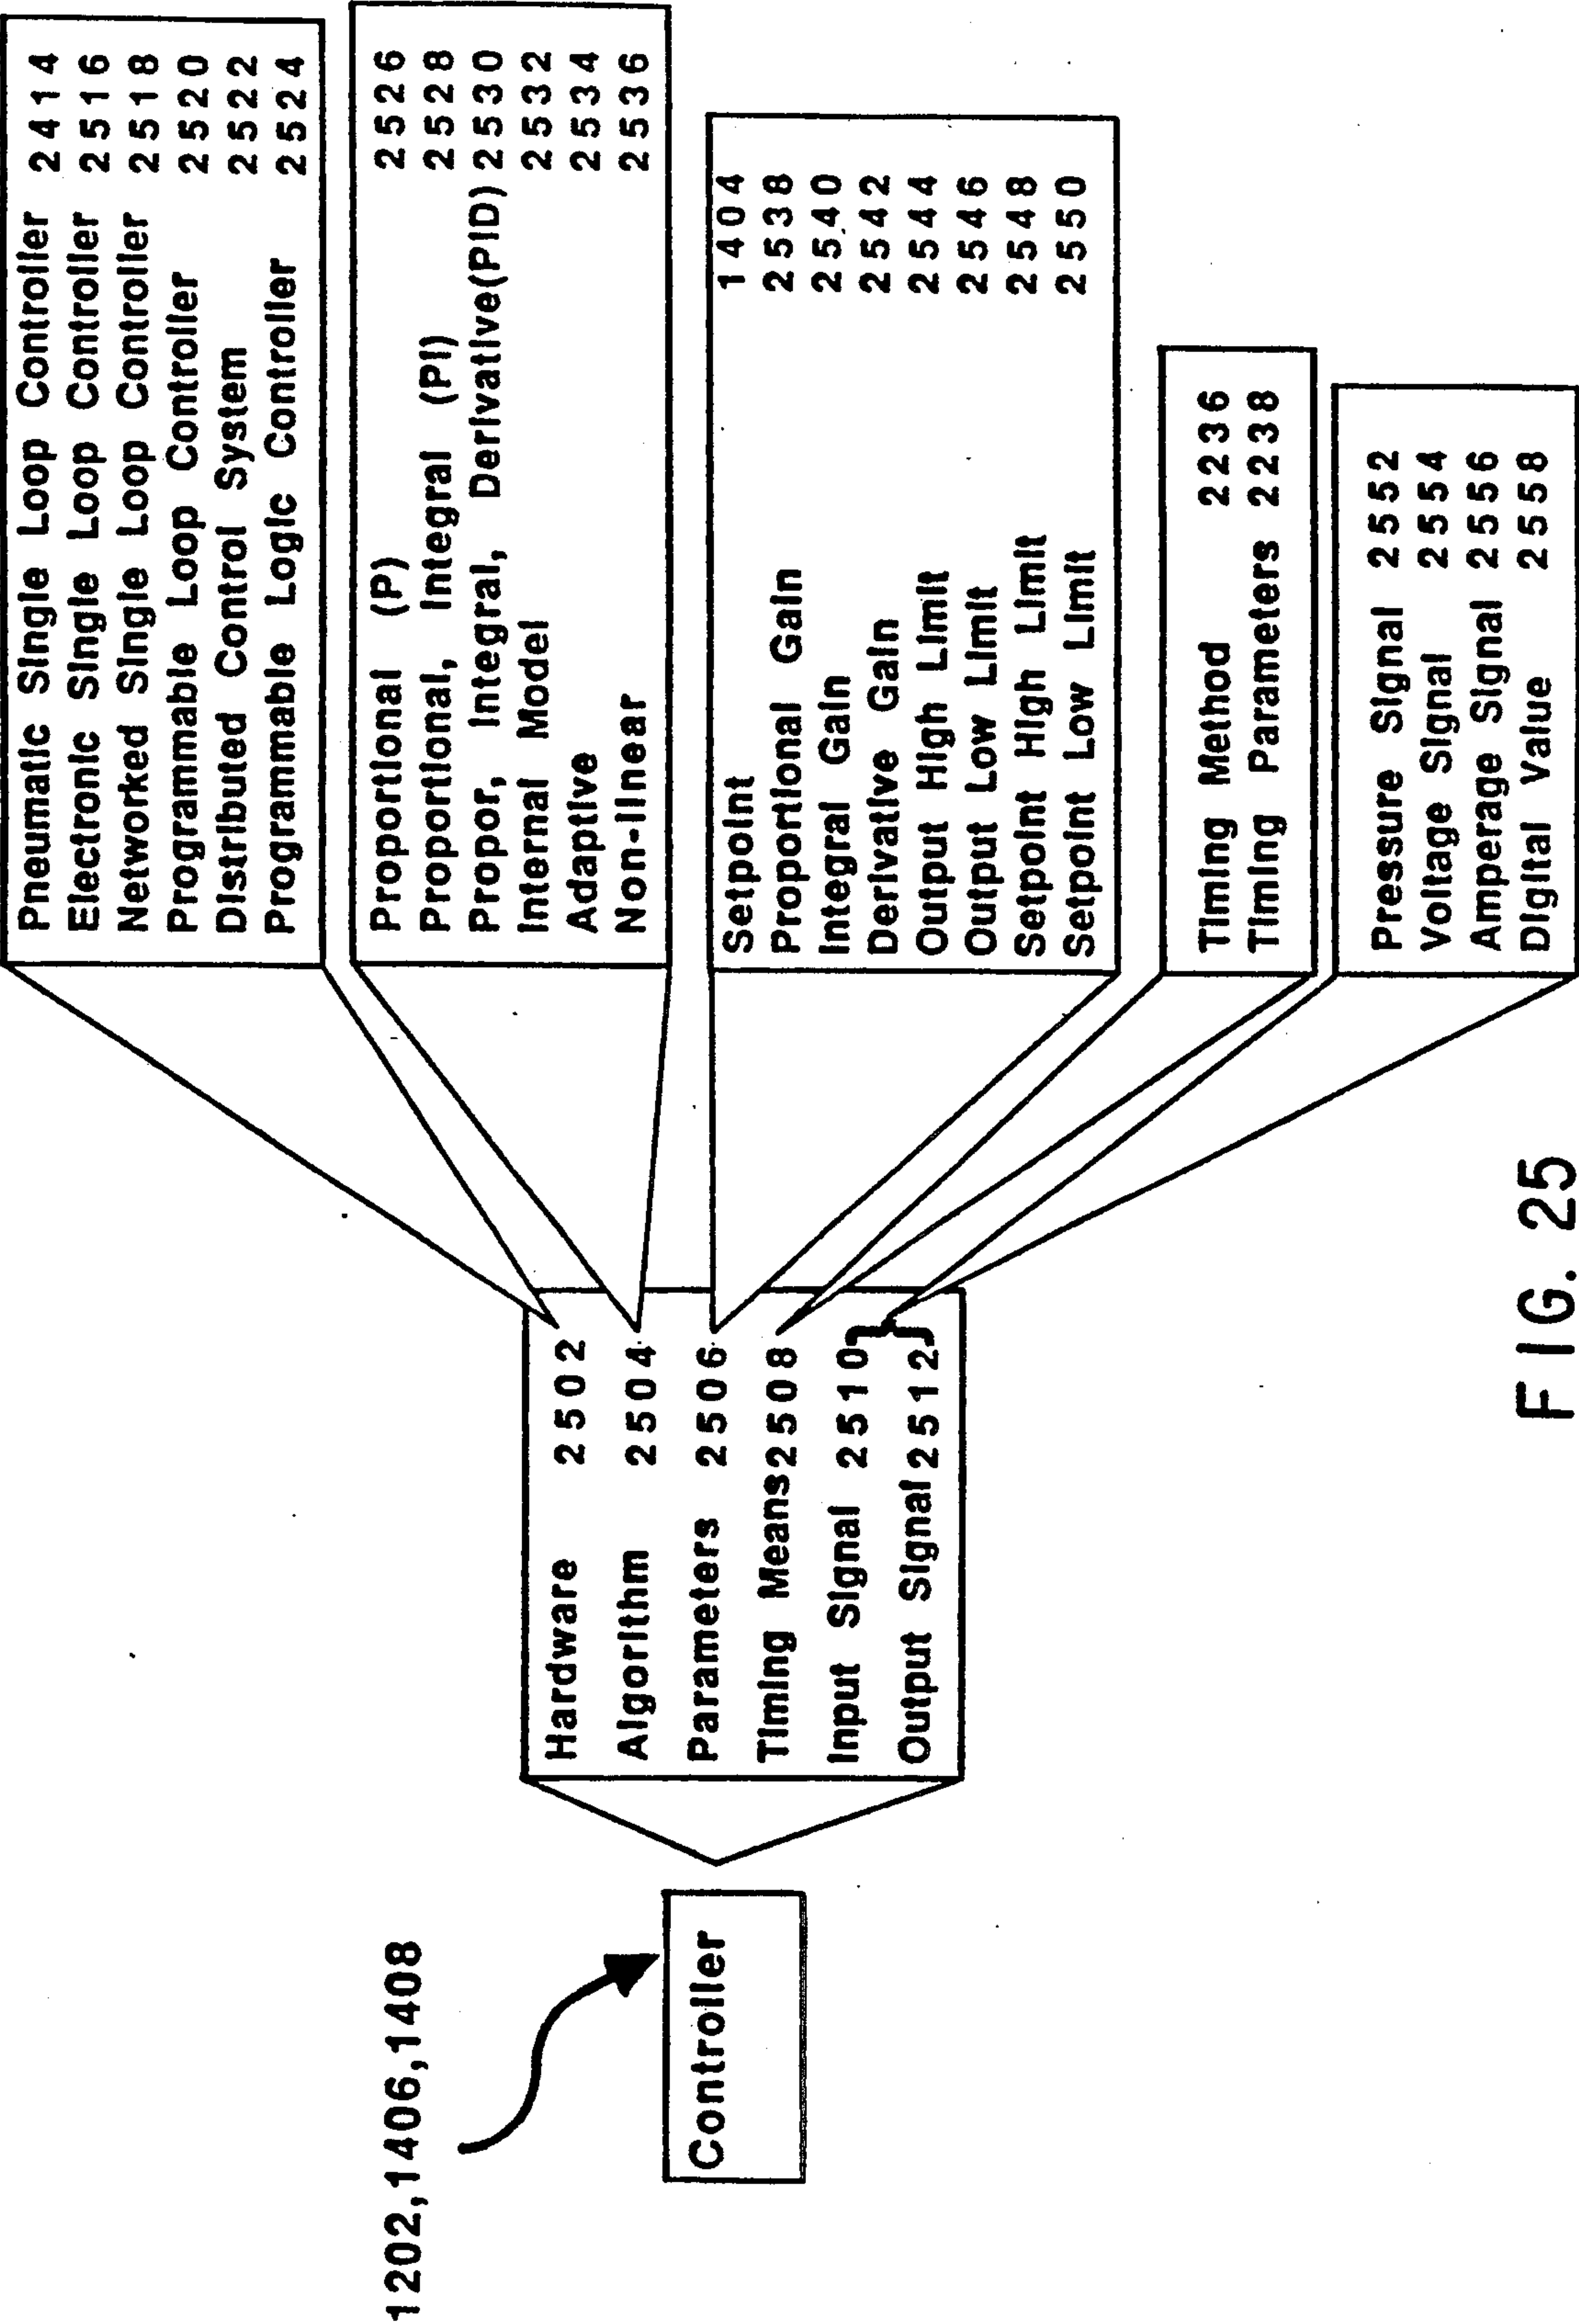 1202,1406,1408
Controller
Hardware 2502
Algorithm 2504
Parameters 2506
Timing Means 2508
Input Signal 2510
Output Signal 2512
Pneumatic Single Loop Controller 2414
Electronic Single Loop Controller 2516
Networked Single Loop Controller 2518
Programmable Loop Controller 2520
Distributed Control System 2522
Programmable Logic Controller 2524
Proportional (P) 2526
Proportional, Integral (PI) 2528
Propor, Integral, Derivative(PID) 2530
Internal Model 2532
Adaptive 2534
Non-linear 2536
Setpoint 1404
Proportional Gain 2538
Integral Gain 2540
Derivative Gain 2542
Output High Limit 2544
Output Low Limit 2546
Setpoint High Limit 2548
Setpoint Low Limit 2550
Timing Method 2236
Timing Parameters 2238
Pressure Signal 2552
Voltage Signal 2554
Amperage Signal 2556
Digital Value 2558
FIG. 25